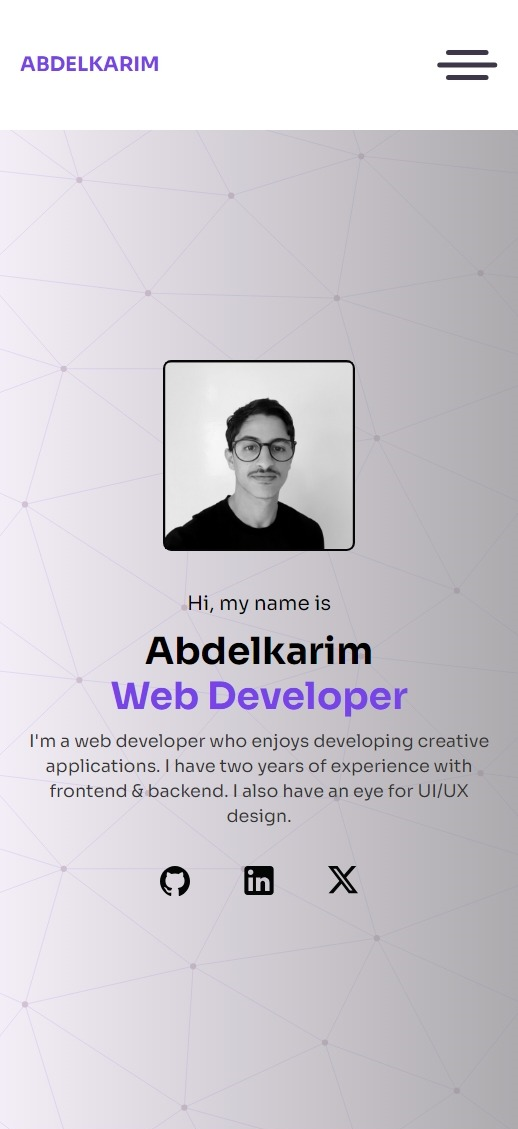 ABDELKARIM
Hi, my name is
Abdelkarim
Web Developer
I'm a web developer who enjoys developing creative
applications. I have two years of experience with
frontend & backend. I also have an eye for UI/UX
design.
in
X